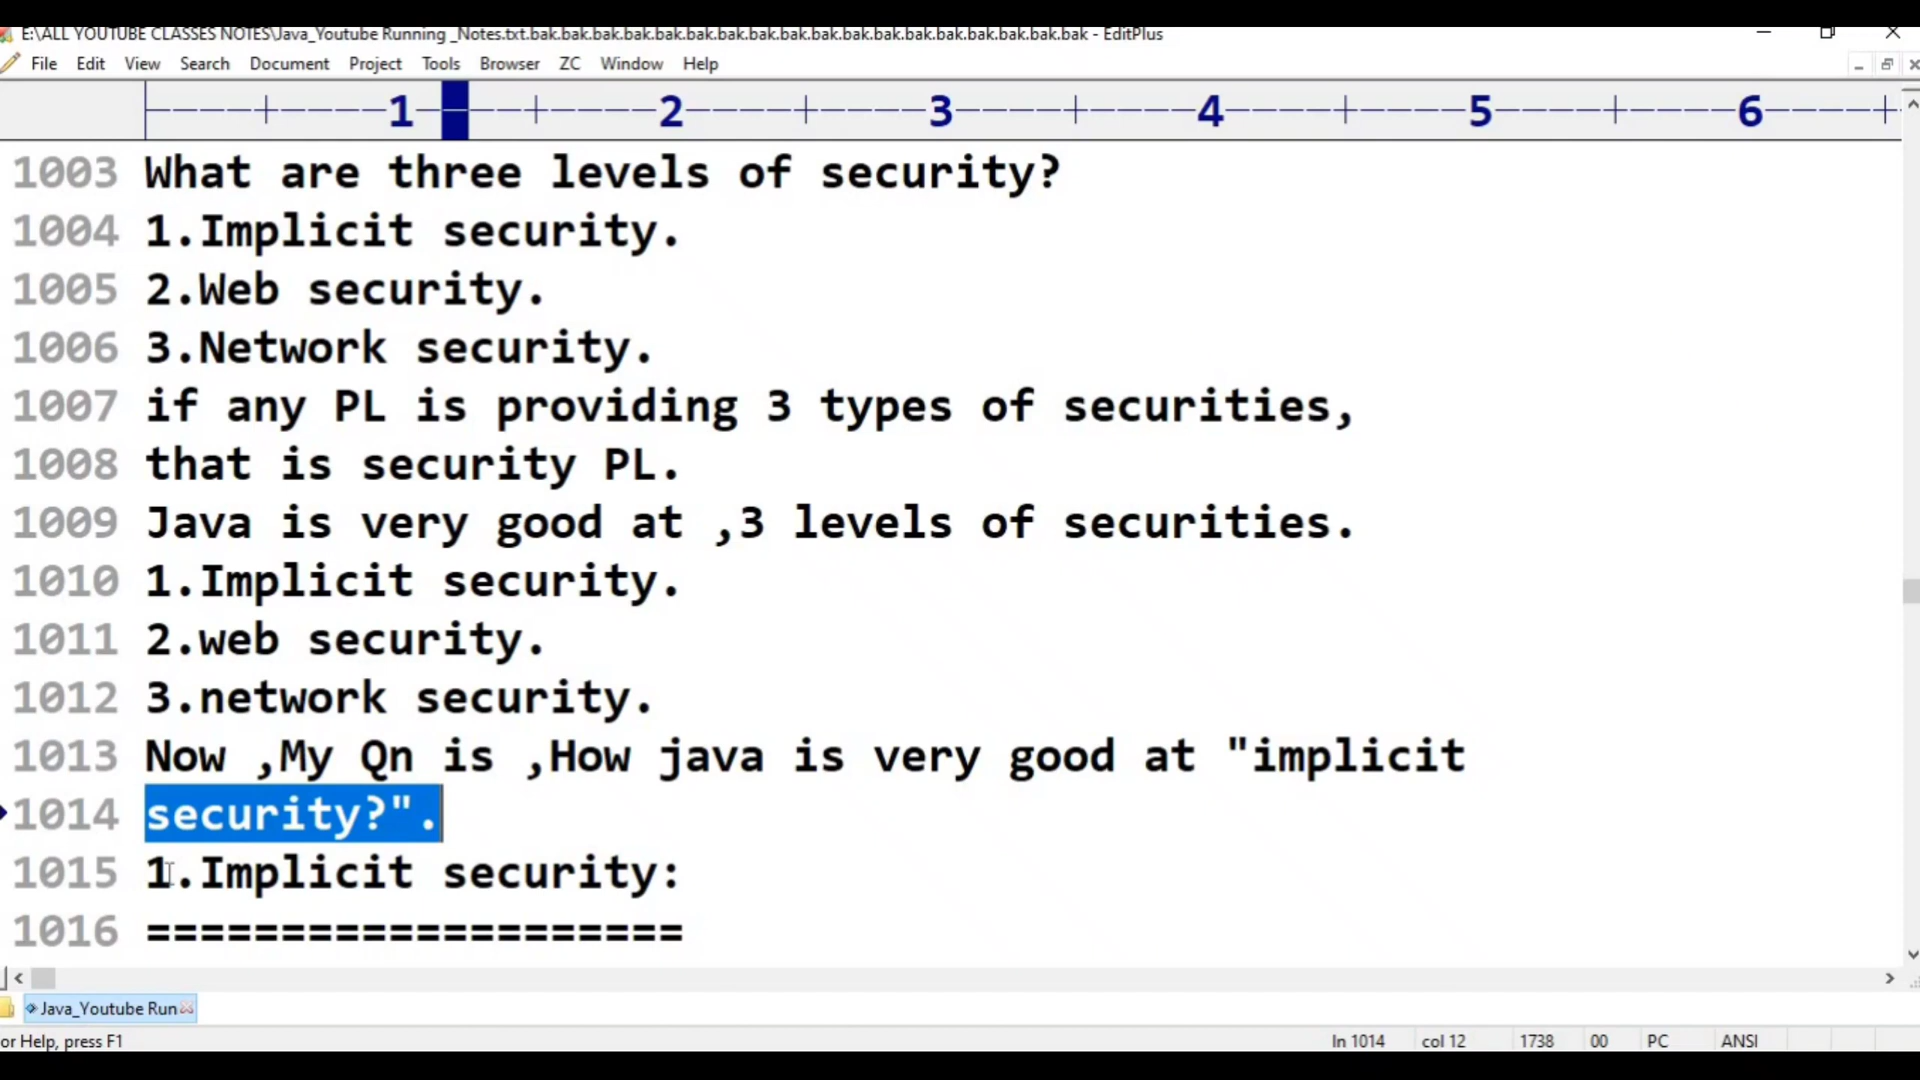 E:\ALL YOUTUBE CLASSES NOTES\Java_Youtube Running _Notes.txt.bak.bak.bak.bak.bak.bak.bak.bak.bak.bak.bak.bak.bak.bak.bak.bak.bak.bak - EditPlus
File Edit View Search Document Project Tools Browser ZC Window Help
1 2 3 4 5 6
1003 What are three levels of security?
1004 1.Implicit security.
1005 2.Web security.
1006 3.Network security.
1007 if any PL is providing 3 types of securities,
1008 that is security PL.
1009 Java is very good at ,3 levels of securities.
1010 1.Implicit security.
1011 2.web security.
1012 3.network security.
1013 Now ,My Qn is ,How java is very good at "implicit
1014 security?".
1015 1.Implicit security:
1016 ====================
Java_Youtube Run
or Help, press F1 ln 1014 col 12 1738 00 PC ANSI